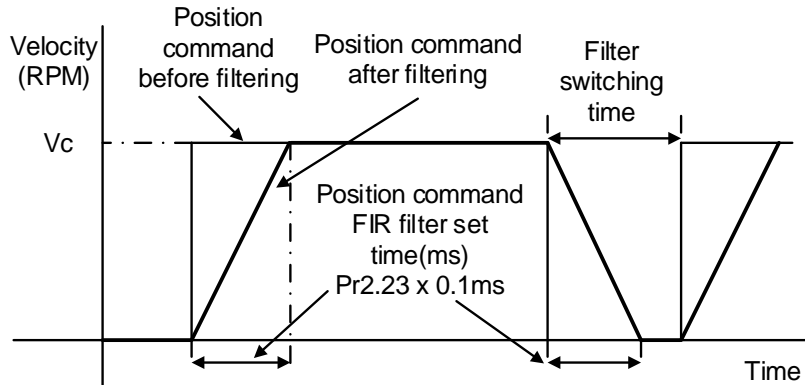 Velocity
(RPM)
Position
command
before filtering
Position command
after filtering
Filter
switching
time
Vc
Position command
FIR filter set
time(ms)
Pr2.23 x 0.1ms
Time